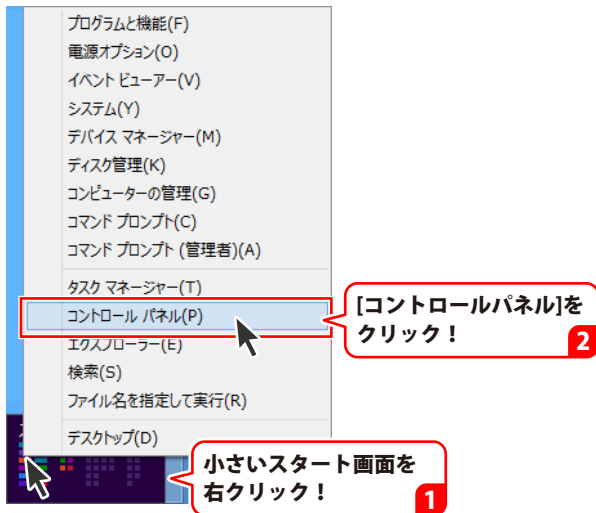 プログラムと機能(F)
電源オプション(O)
イベント ビューアー(V)
システム(Y)
デバイス マネージャー(M)
ディスク管理(K)
コンピューターの管理(G)
コマンド プロンプト(C)
コマンド プロンプト (管理者)(A)
タスク マネージャー(T)
コントロール パネル(P)
エクスプローラー(E)
検索(S)
ファイル名を指定して実行(R)
デスクトップ(D)
[コントロールパネル]を
クリック！
2
小さいスタート画面を
右クリック！
1